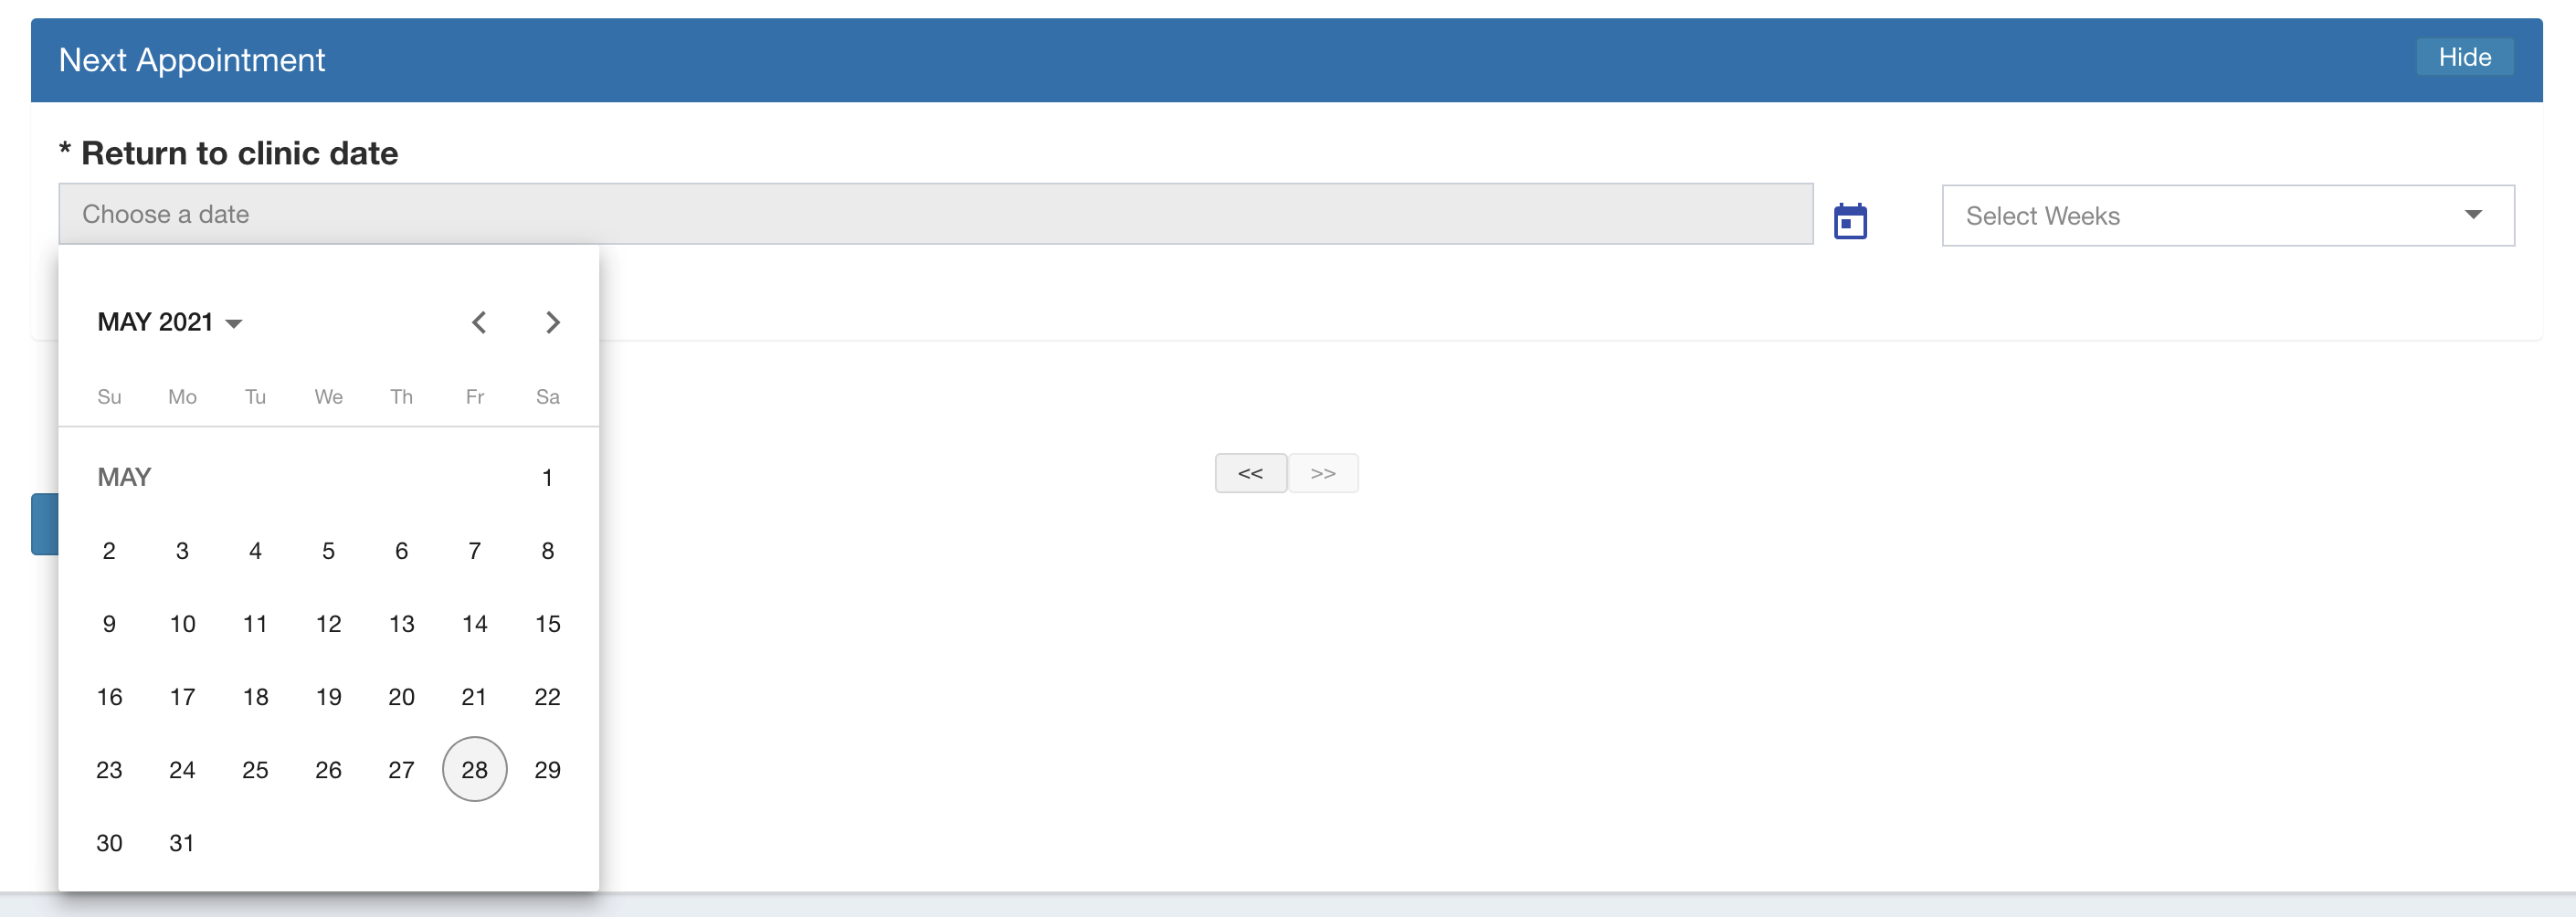 Next Appointment
Hide
* Return to clinic date
Choose a date
Select Weeks
MAY 2021
Su Mo Tu We Th Fr Sa
MAY 1
2 3 4 5 6 7 8
9 10 11 12 13 14 15
16 17 18 19 20 21 22
23 24 25 26 27 28 29
30 31
<< >>